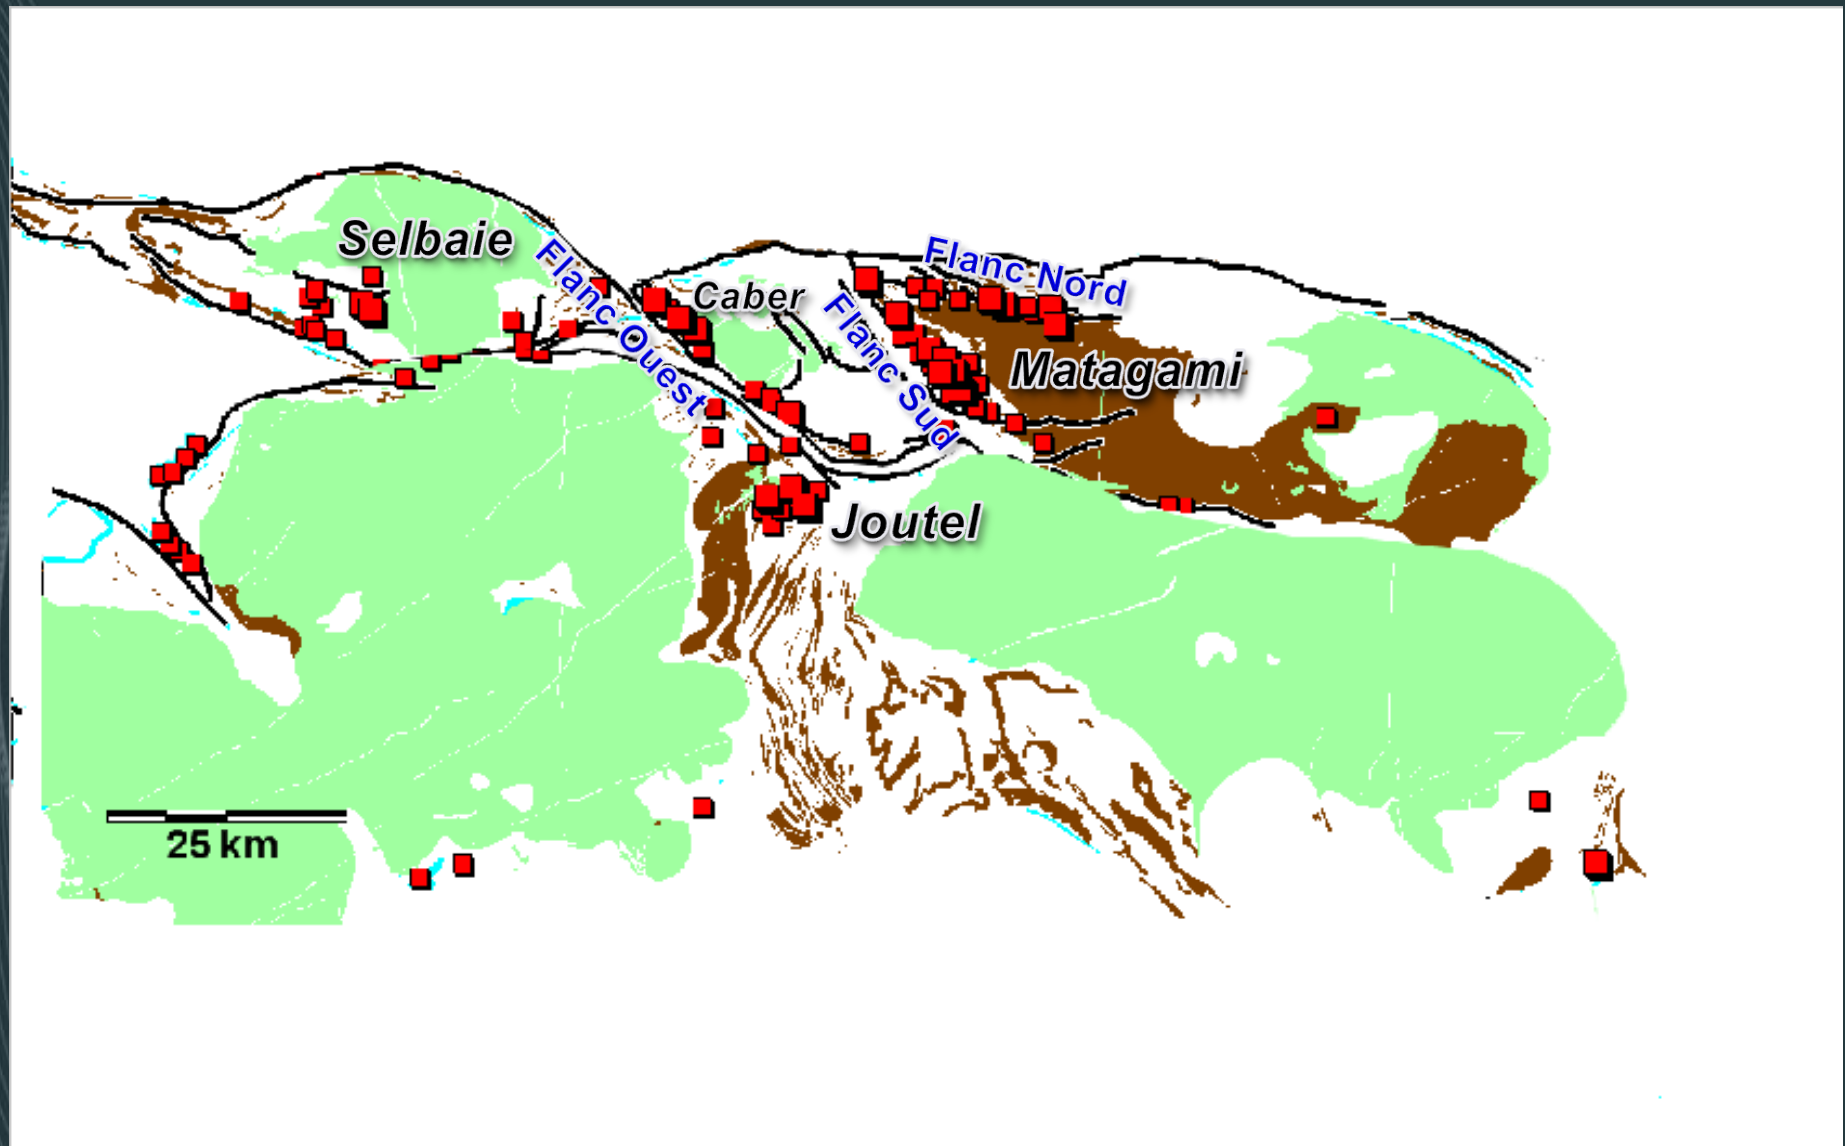 Selbaie
Flanc Ouest
Caber
Flanc Nord
Flanc Sud
Matagami
Joutel
25 km